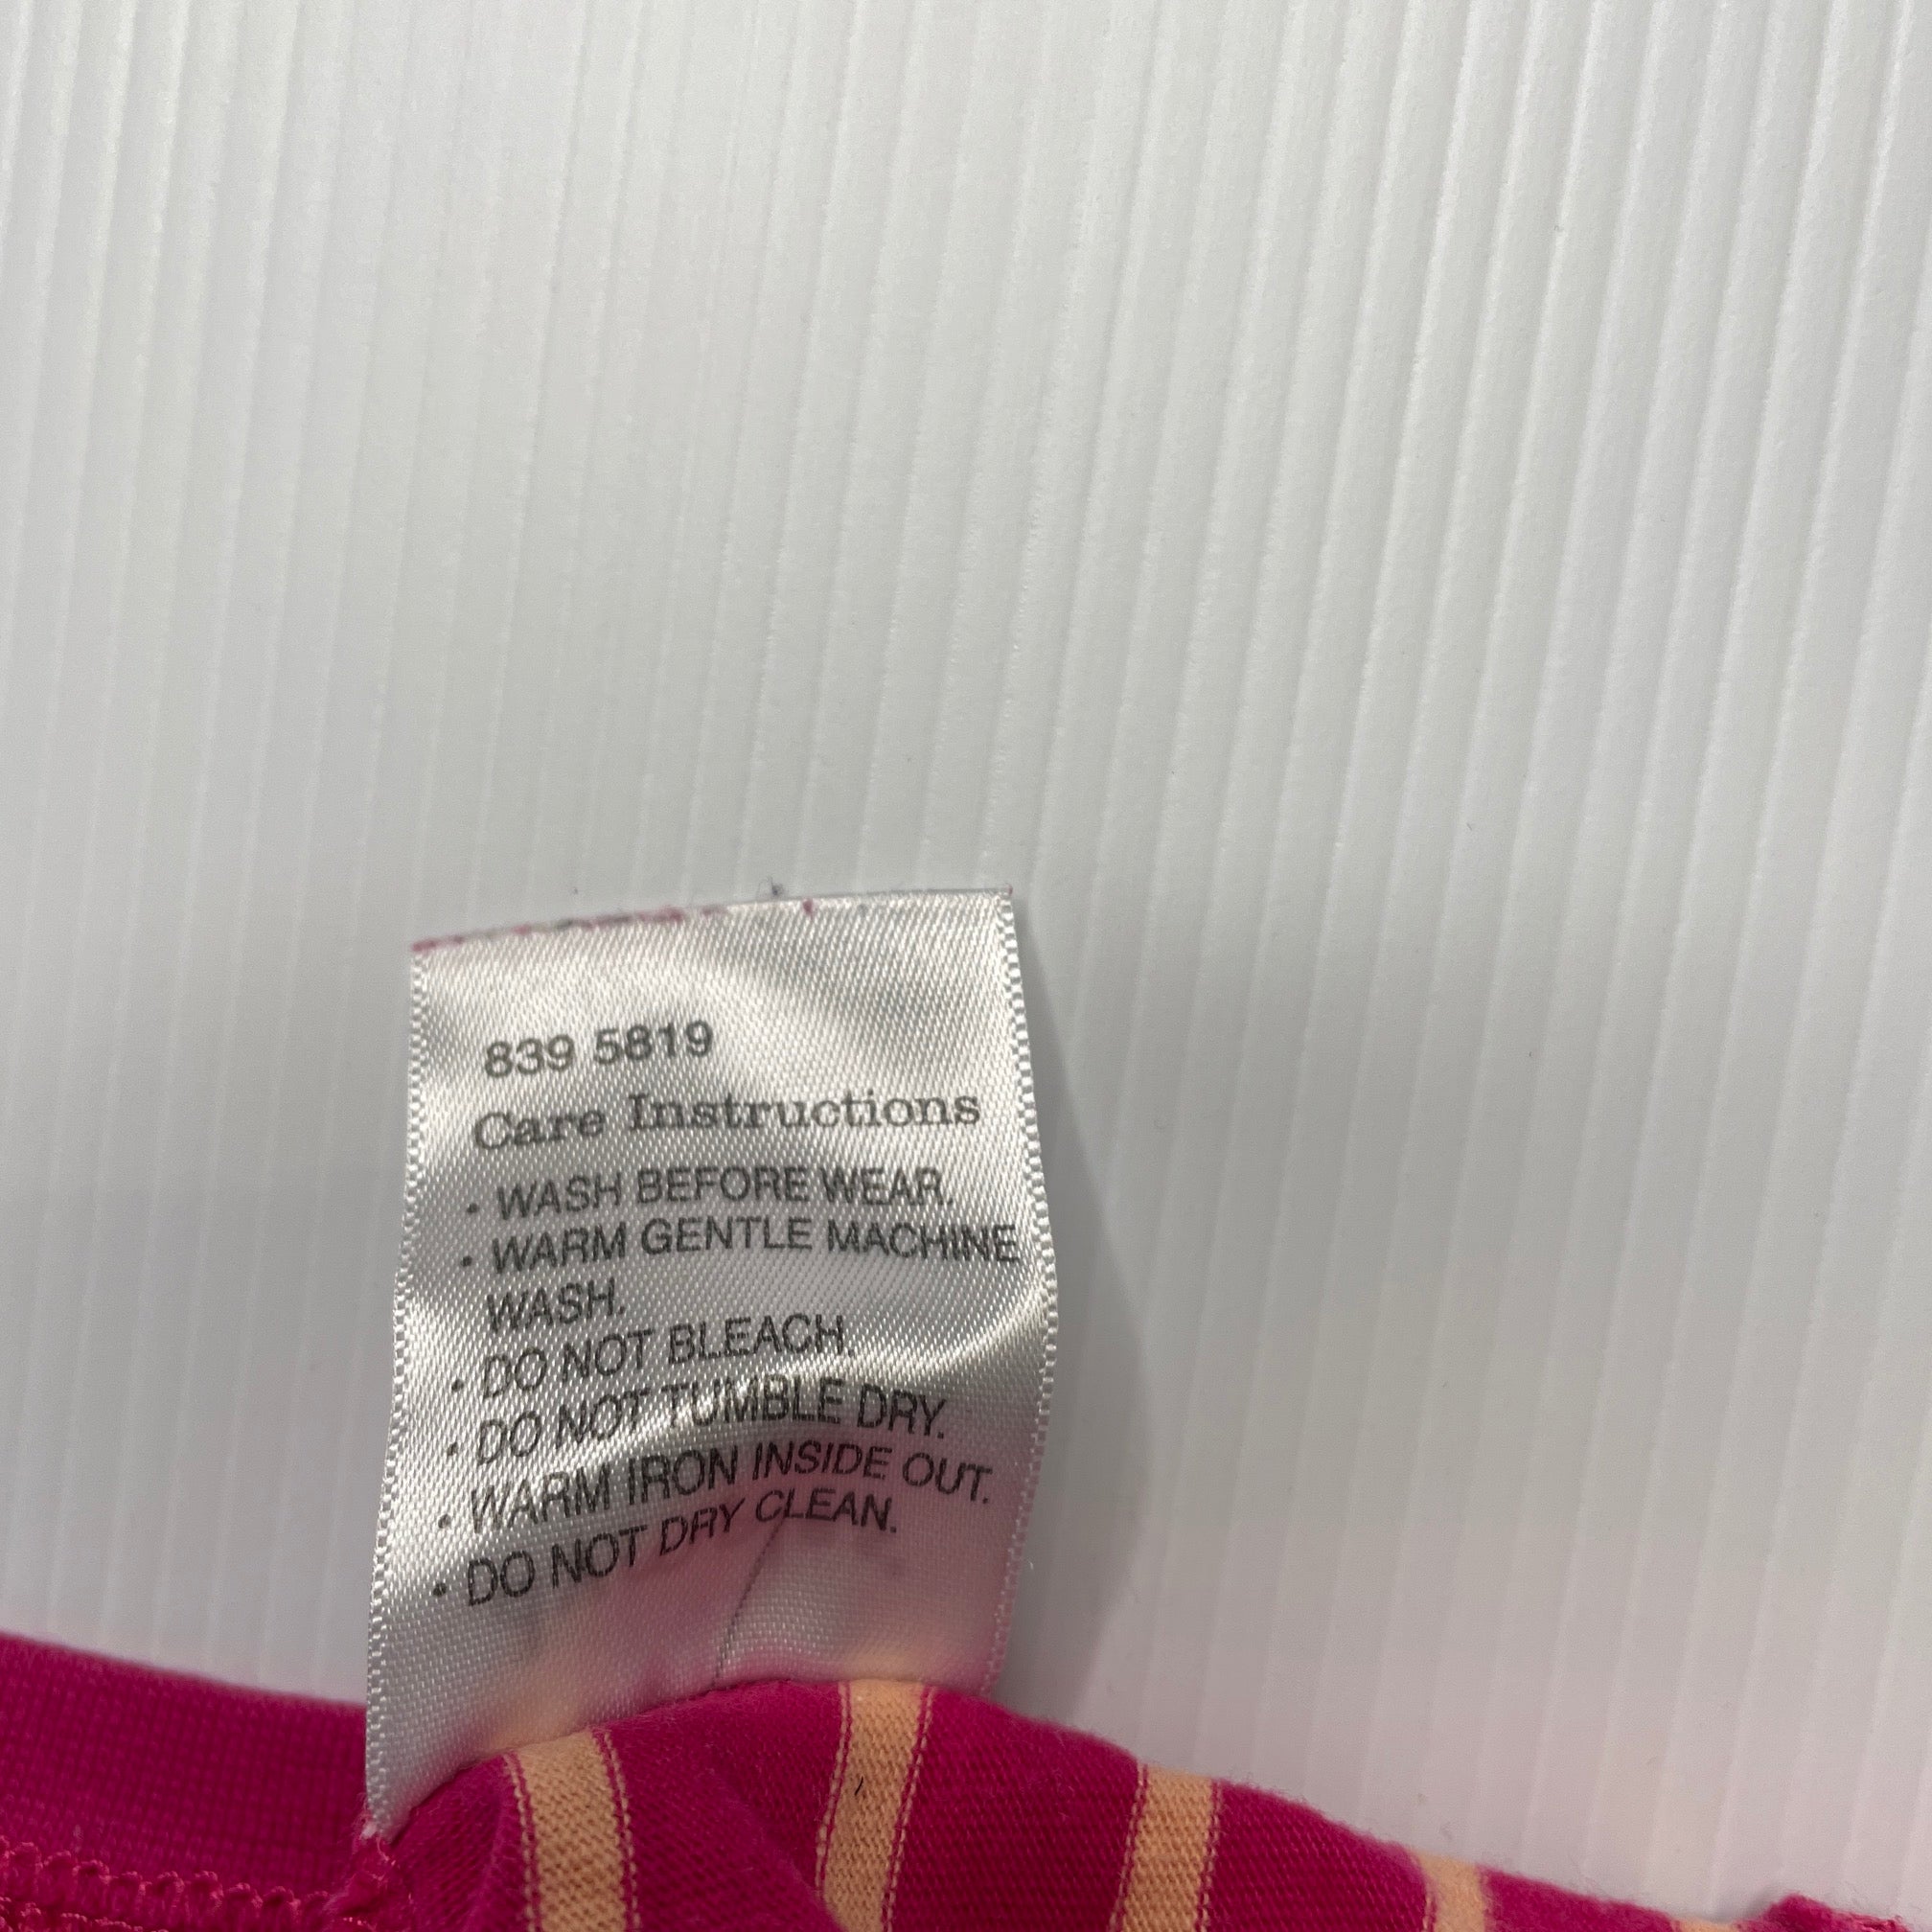 839 5819
Care Instructions
• WASH BEFORE WEAR.
• WARM GENTLE MACHINE
WASH.
• DO NOT BLEACH.
• DO NOT TUMBLE DRY.
• WARM IRON INSIDE OUT.
• DO NOT DRY CLEAN.